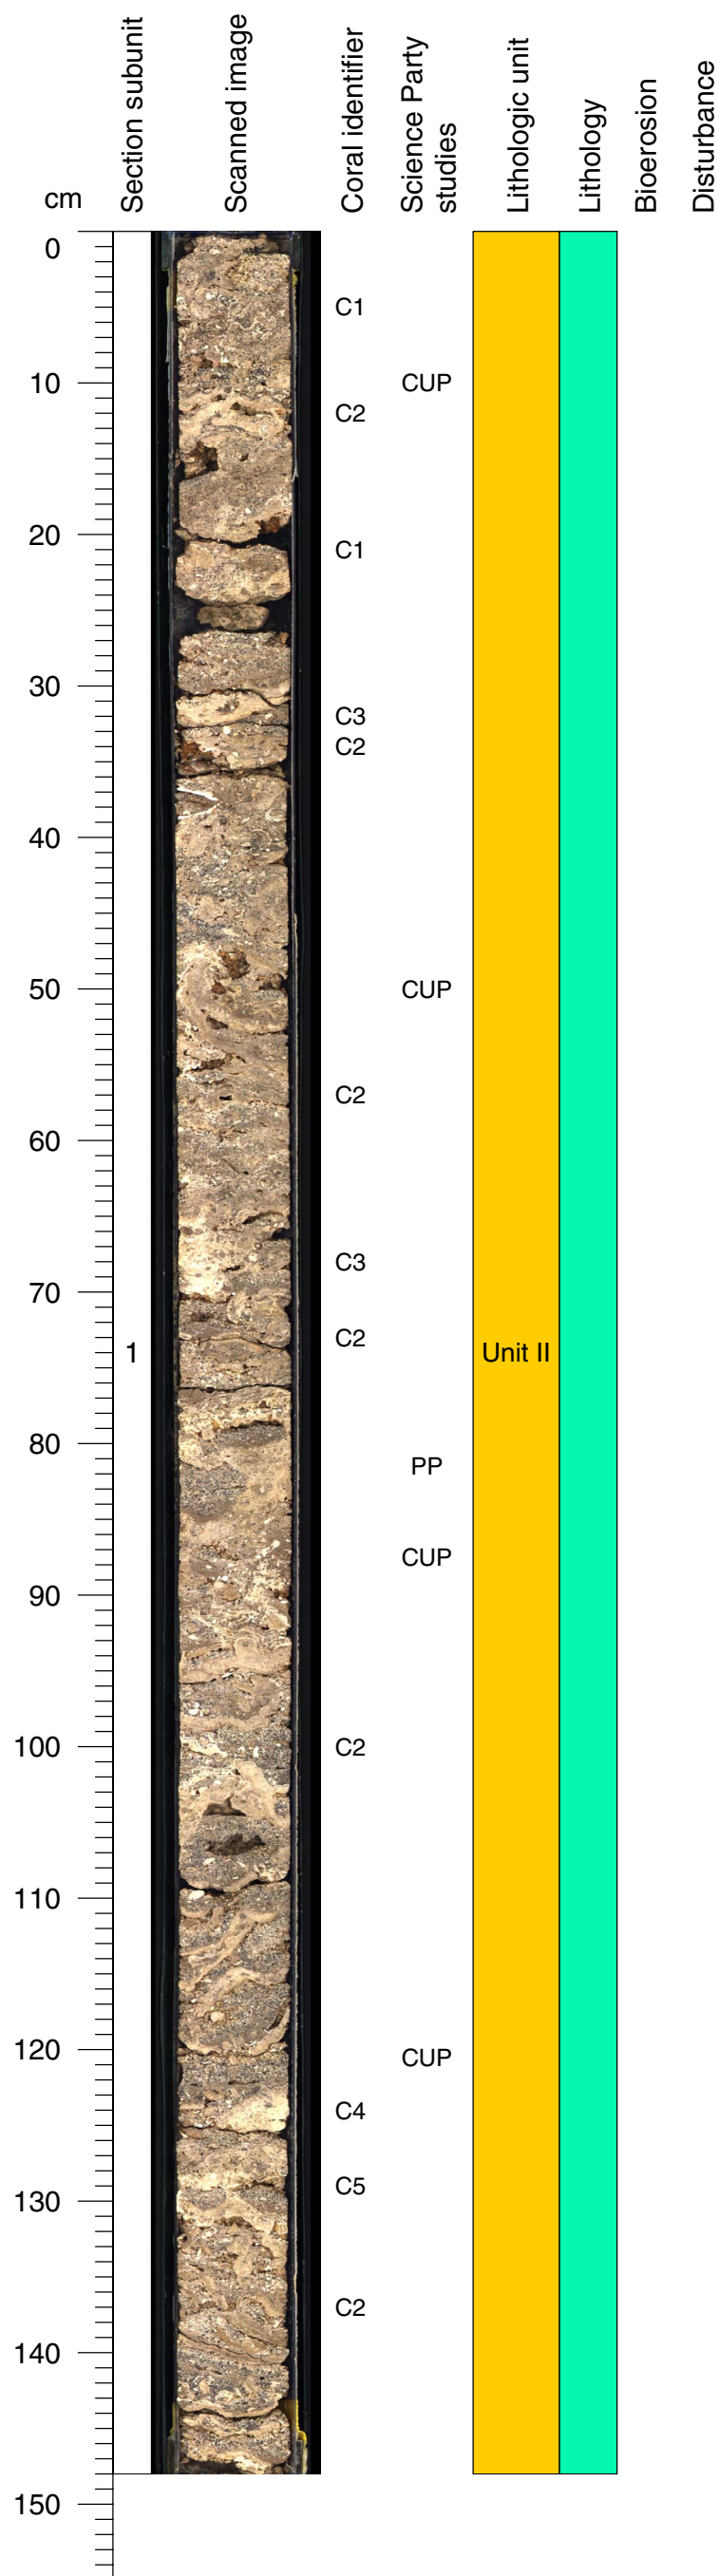 cm
Section subunit
Scanned image
Coral identifier
Science Party
studies
Lithologic unit
Lithology
Bioerosion
Disturbance
0
C1
10
CUP
C2
20
C1
30
C3
C2
40
50
CUP
C2
60
C3
70
C2
1
Unit II
80
PP
CUP
90
100
C2
110
120
CUP
C4
C5
130
C2
140
150